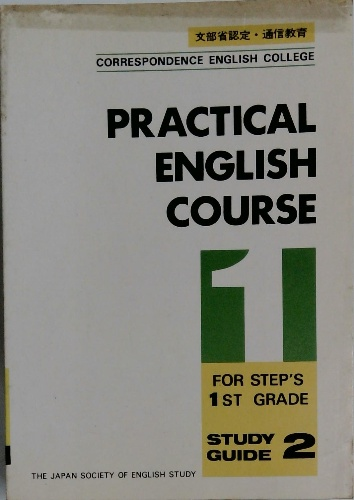 文部省認定・通信教育
CORRESPONDENCE ENGLISH COLLEGE
PRACTICAL
ENGLISH
COURSE
1
FOR STEP'S
1ST GRADE
STUDY
GUIDE 2
THE JAPAN SOCIETY OF ENGLISH STUDY